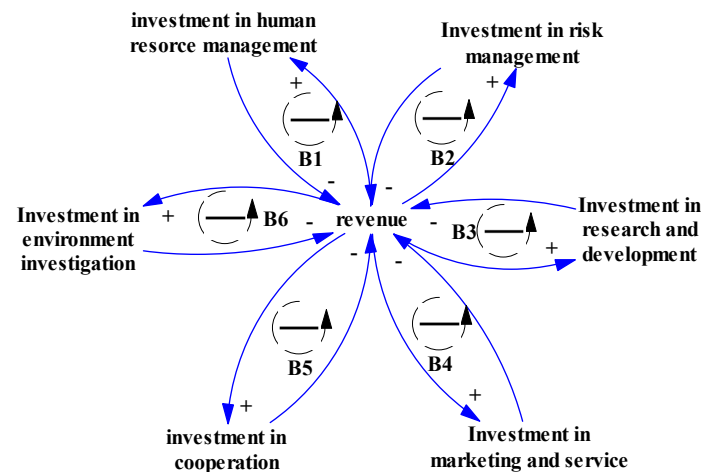 investment in human
resorce management
Investment in risk
management
+
+
B1
B2
-
-
Investment in
environment
investigation
+
B6
-
revenue
-
B3
+
Investment in
research and
development
-
-
B5
B4
+
+
investment in
cooperation
Investment in
marketing and service